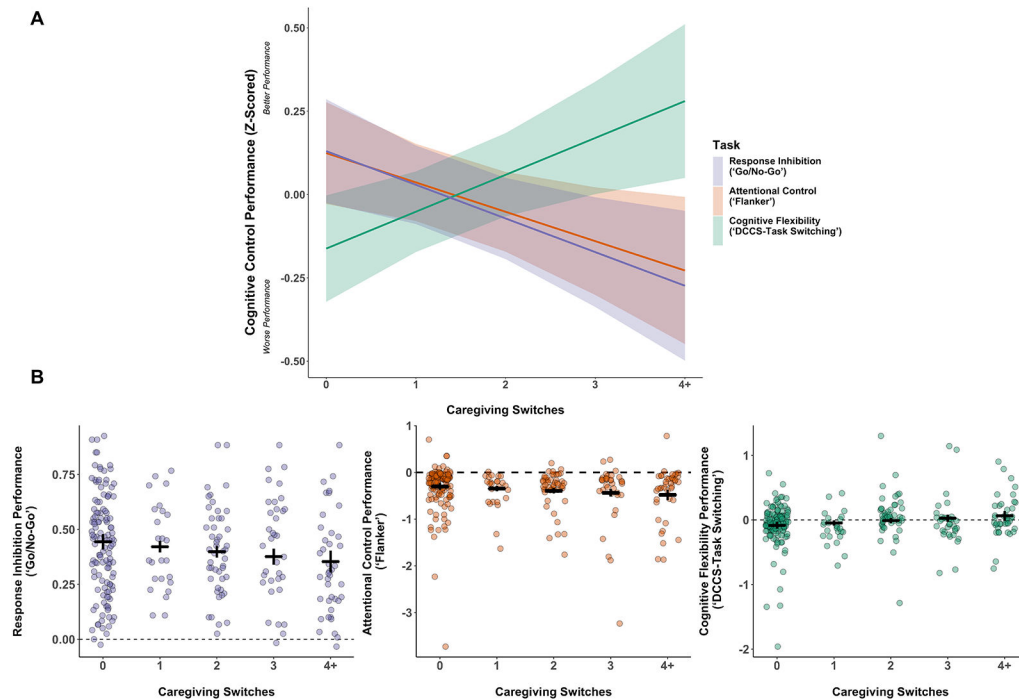 A
Cognitive Control Performance (Z-Scored)
Better Performance
Worse Performance
0.50
0.25
0.00
-0.25
-0.50
0
1
2
3
4+
Caregiving Switches
Task
Response Inhibition
(‘Go/No-Go’)
Attentional Control
(‘Flanker’)
Cognitive Flexibility
(‘DCCS-Task Switching’)
B
Response Inhibition Performance
(‘Go/No-Go’)
0.75
0.50
0.25
0.00
0
1
2
3
4+
Caregiving Switches
Attentional Control Performance
(‘Flanker’)
1
0
-1
-2
-3
0
1
2
3
4+
Caregiving Switches
Cognitive Flexibility Performance
(‘DCCS-Task Switching’)
1
0
-1
-2
0
1
2
3
4+
Caregiving Switches